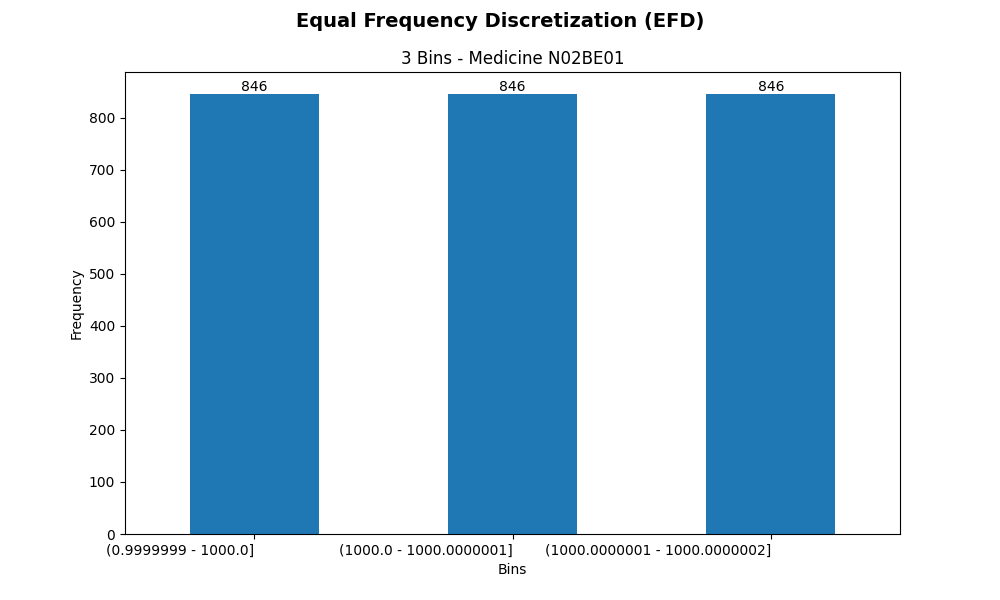 Equal Frequency Discretization (EFD)
3 Bins - Medicine N02BE01
846 846 846
Frequency
800
700
600
500
400
300
200
100
0
(0.9999999 - 1000.0] (1000.0 - 1000.0000001] (1000.0000001 - 1000.0000002]
Bins